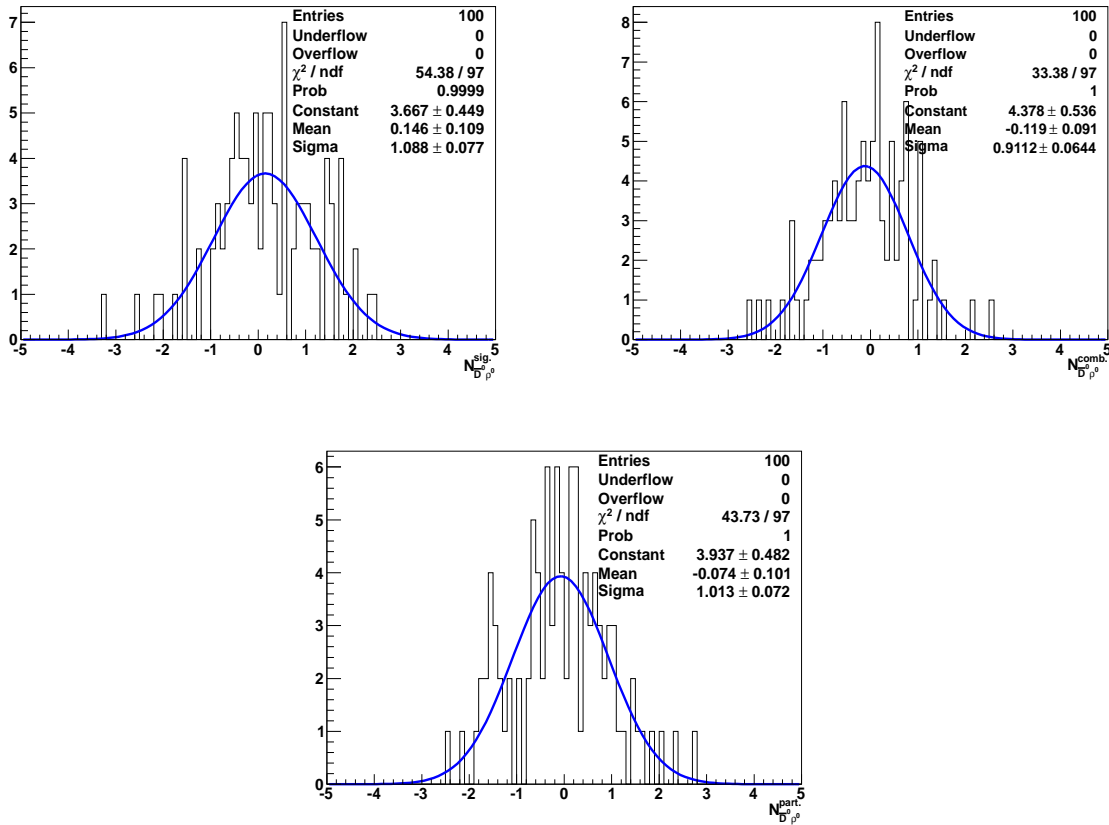 Entries 100
Underflow 0
Overflow 0
χ² / ndf 54.38 / 97
Prob 0.9999
Constant 3.667 ± 0.449
Mean 0.146 ± 0.109
Sigma 1.088 ± 0.077
7
6
5
4
3
2
1
0
-5 -4 -3 -2 -1 0 1 2 3 4 5
N^sig._D̅⁰ρ⁰
Entries 100
Underflow 0
Overflow 0
χ² / ndf 33.38 / 97
Prob 1
Constant 4.378 ± 0.536
Mean -0.119 ± 0.091
Sigma 0.9112 ± 0.0644
8
7
6
5
4
3
2
1
0
-5 -4 -3 -2 -1 0 1 2 3 4 5
N^comb._D̅⁰ρ⁰
Entries 100
Underflow 0
Overflow 0
χ² / ndf 43.73 / 97
Prob 1
Constant 3.937 ± 0.482
Mean -0.074 ± 0.101
Sigma 1.013 ± 0.072
6
5
4
3
2
1
0
-5 -4 -3 -2 -1 0 1 2 3 4 5
N^part._D̅⁰ρ⁰